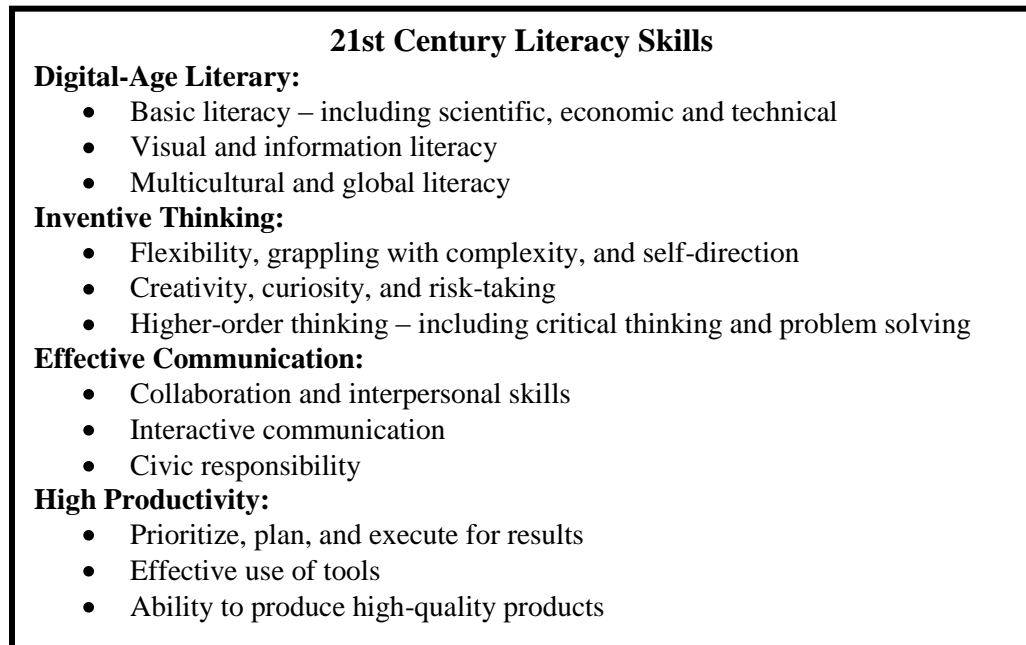 21st Century Literacy Skills
Digital-Age Literary:
• Basic literacy – including scientific, economic and technical
• Visual and information literacy
• Multicultural and global literacy
Inventive Thinking:
• Flexibility, grappling with complexity, and self-direction
• Creativity, curiosity, and risk-taking
• Higher-order thinking – including critical thinking and problem solving
Effective Communication:
• Collaboration and interpersonal skills
• Interactive communication
• Civic responsibility
High Productivity:
• Prioritize, plan, and execute for results
• Effective use of tools
• Ability to produce high-quality products